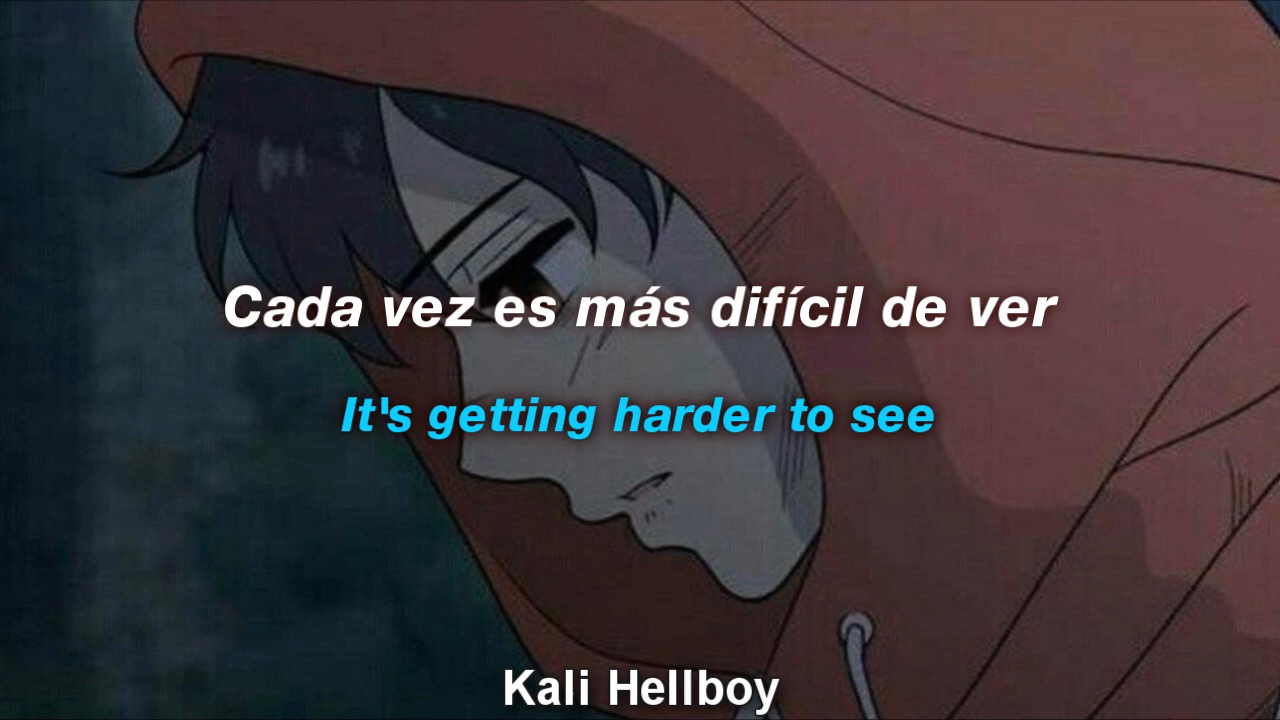 Cada vez es más difícil de ver
It's getting harder to see
Kali Hellboy